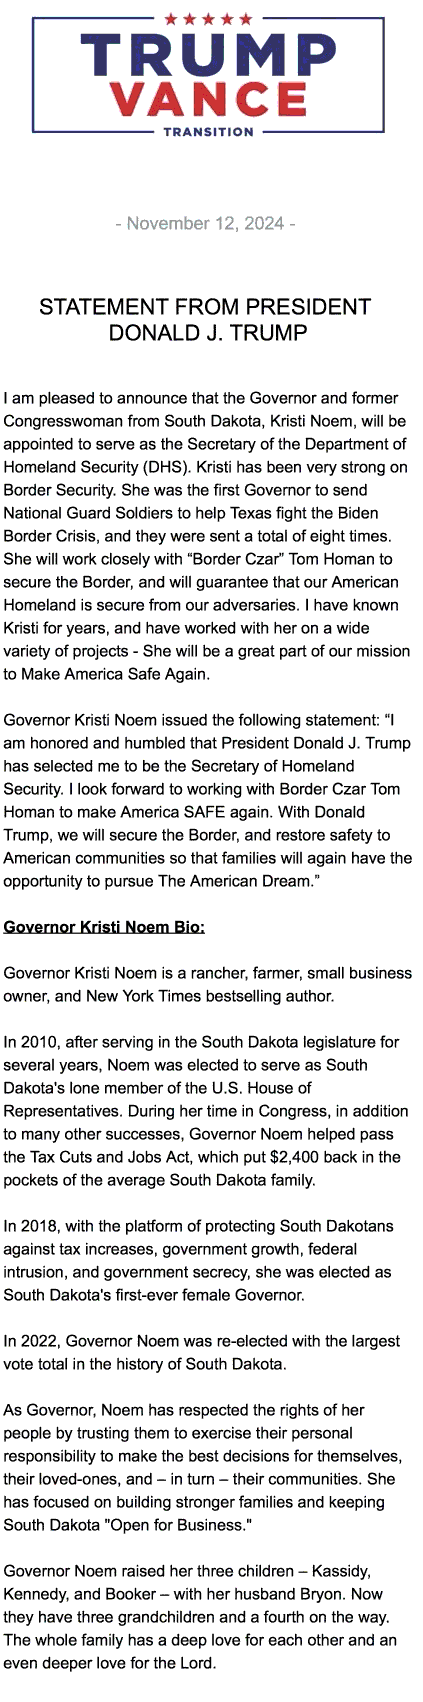 TRUMP
VANCE
TRANSITION
- November 12, 2024 -
STATEMENT FROM PRESIDENT
DONALD J. TRUMP
I am pleased to announce that the Governor and former
Congresswoman from South Dakota, Kristi Noem, will be
appointed to serve as the Secretary of the Department of
Homeland Security (DHS). Kristi has been very strong on
Border Security. She was the first Governor to send
National Guard Soldiers to help Texas fight the Biden
Border Crisis, and they were sent a total of eight times.
She will work closely with “Border Czar” Tom Homan to
secure the Border, and will guarantee that our American
Homeland is secure from our adversaries. I have known
Kristi for years, and have worked with her on a wide
variety of projects - She will be a great part of our mission
to Make America Safe Again.
Governor Kristi Noem issued the following statement: “I
am honored and humbled that President Donald J. Trump
has selected me to be the Secretary of Homeland
Security. I look forward to working with Border Czar Tom
Homan to make America SAFE again. With Donald
Trump, we will secure the Border, and restore safety to
American communities so that families will again have the
opportunity to pursue The American Dream.”
Governor Kristi Noem Bio:
Governor Kristi Noem is a rancher, farmer, small business
owner, and New York Times bestselling author.
In 2010, after serving in the South Dakota legislature for
several years, Noem was elected to serve as South
Dakota's lone member of the U.S. House of
Representatives. During her time in Congress, in addition
to many other successes, Governor Noem helped pass
the Tax Cuts and Jobs Act, which put $2,400 back in the
pockets of the average South Dakota family.
In 2018, with the platform of protecting South Dakotans
against tax increases, government growth, federal
intrusion, and government secrecy, she was elected as
South Dakota's first-ever female Governor.
In 2022, Governor Noem was re-elected with the largest
vote total in the history of South Dakota.
As Governor, Noem has respected the rights of her
people by trusting them to exercise their personal
responsibility to make the best decisions for themselves,
their loved-ones, and – in turn – their communities. She
has focused on building stronger families and keeping
South Dakota "Open for Business."
Governor Noem raised her three children – Kassidy,
Kennedy, and Booker – with her husband Bryon. Now
they have three grandchildren and a fourth on the way.
The whole family has a deep love for each other and an
even deeper love for the Lord.